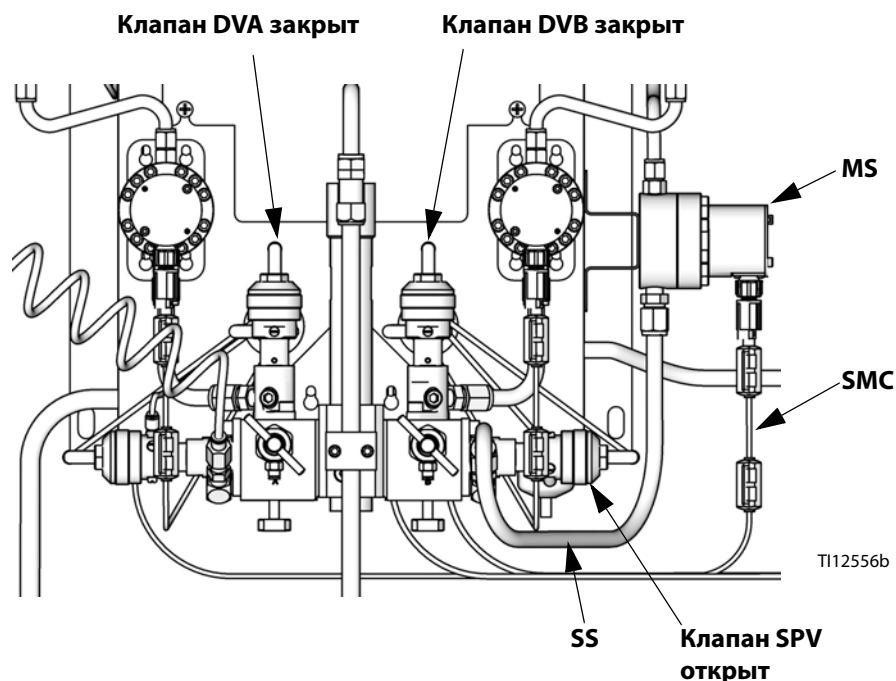 Клапан DVA закрыт
Клапан DVB закрыт
MS
SMC
TI12556b
SS
Клапан SPV
открыт